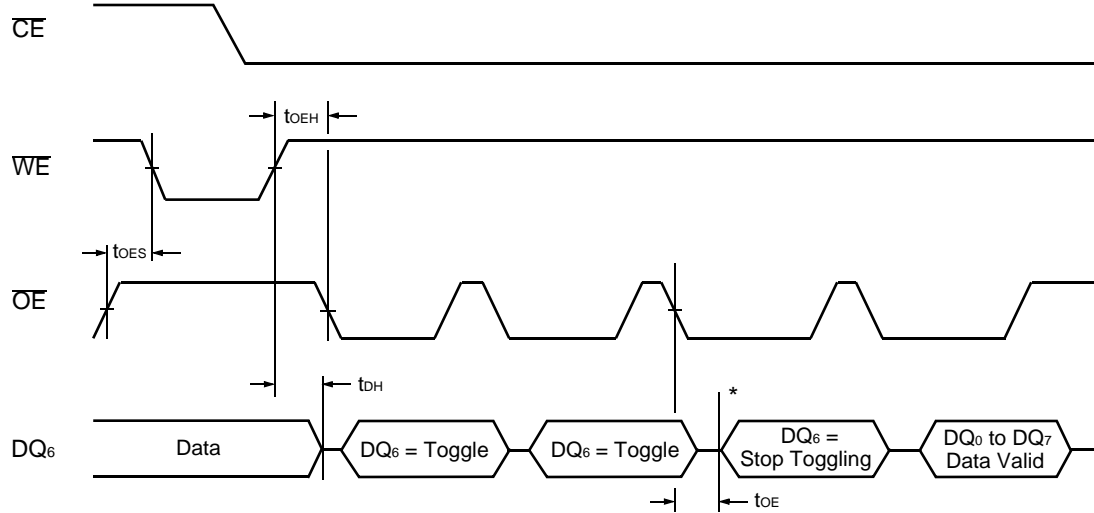 CE
tOEH
WE
tOES
OE
tDH
*
DQ6
Data
DQ6 = Toggle
DQ6 = Toggle
DQ6 =
Stop Toggling
DQ0 to DQ7
Data Valid
tOE